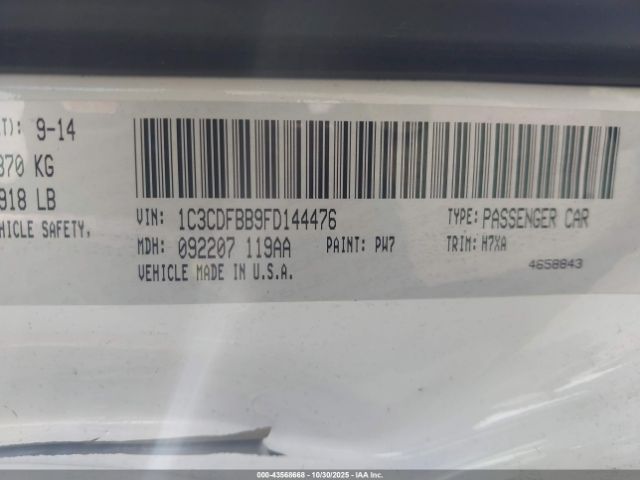 T): 9-14
870 KG
918 LB
HICLE SAFETY,
VIN: 1C3CDFBB9FD144476 TYPE: PASSENGER CAR
MDH: 092207 119AA PAINT: PW7 TRIM: H7XA
VEHICLE MADE IN U.S.A. 4658843
000-43568668 | 10/30/2025 - IAA Inc.